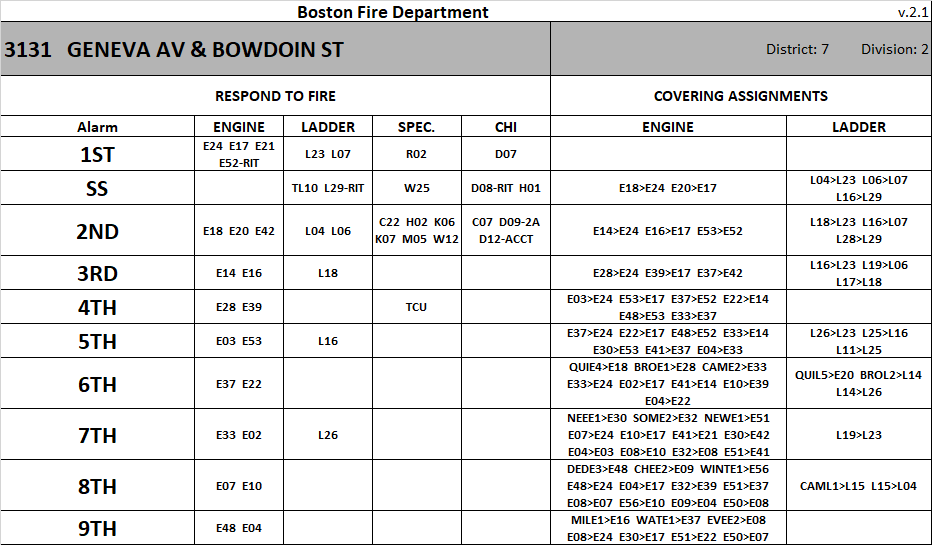 Boston Fire Department v.2.1
3131 GENEVA AV & BOWDOIN ST District: 7 Division: 2
RESPOND TO FIRE COVERING ASSIGNMENTS
Alarm ENGINE LADDER SPEC. CHI ENGINE LADDER
1ST
E24 E17 E21
E52-RIT
L23 L07
R02
D07
SS
TL10 L29-RIT
W25
D08-RIT H01
E18>E24 E20>E17
L04>L23 L06>L07
L16>L29
2ND
E18 E20 E42
L04 L06
C22 H02 K06
K07 M05 W12
C07 D09-2A
D12-ACCT
E14>E24 E16>E17 E53>E52
L18>L23 L16>L07
L28>L29
3RD
E14 E16
L18
E28>E24 E39>E17 E37>E42
L16>L23 L19>L06
L17>L18
4TH
E28 E39
TCU
E03>E24 E53>E17 E37>E52 E22>E14
E48>E53 E33>E37
5TH
E03 E53
L16
E37>E24 E22>E17 E48>E52 E33>E14
E30>E53 E41>E37 E04>E33
L26>L23 L25>L16
L11>L25
6TH
E37 E22
QUIE4>E18 BROE1>E28 CAME2>E33
E33>E24 E02>E17 E41>E14 E10>E39
E04>E22
QUIL5>E20 BROL2>L14
L14>L26
7TH
E33 E02
L26
NEEE1>E30 SOME2>E32 NEWE1>E51
E07>E24 E10>E17 E41>E21 E30>E42
E04>E03 E08>E10 E32>E08 E51>E41
L19>L23
8TH
E07 E10
DEDE3>E48 CHEE2>E09 WINTE1>E56
E48>E24 E04>E17 E32>E39 E51>E37
E08>E07 E56>E10 E09>E04 E50>E08
CAML1>L15 L15>L04
9TH
E48 E04
MILE1>E16 WATE1>E37 EVEE2>E08
E08>E24 E30>E17 E51>E22 E50>E07